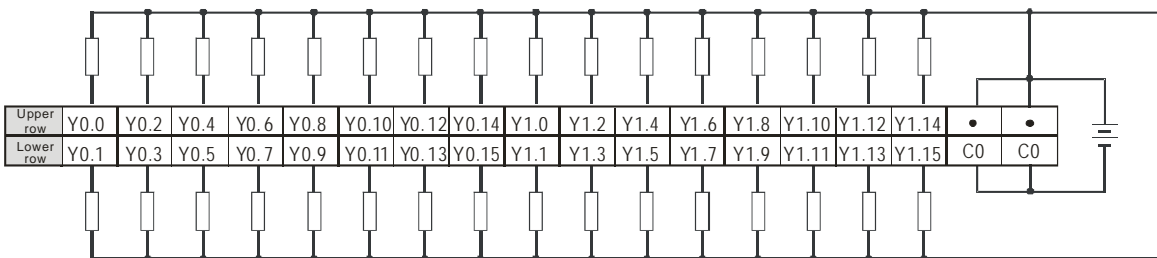 Upper row Y0.0 Y0.2 Y0.4 Y0.6 Y0.8 Y0.10 Y0.12 Y0.14 Y1.0 Y1.2 Y1.4 Y1.6 Y1.8 Y1.10 Y1.12 Y1.14 • •
Lower row Y0.1 Y0.3 Y0.5 Y0.7 Y0.9 Y0.11 Y0.13 Y0.15 Y1.1 Y1.3 Y1.5 Y1.7 Y1.9 Y1.11 Y1.13 Y1.15 C0 C0